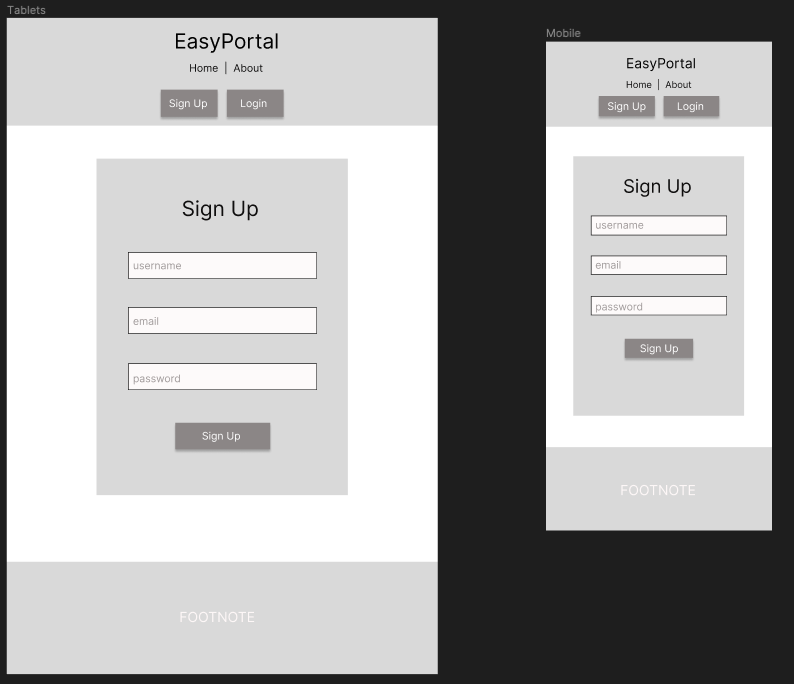 Tablets
EasyPortal
Home | About
Sign Up Login
Sign Up
username
email
password
Sign Up
FOOTNOTE
Mobile
EasyPortal
Home | About
Sign Up Login
Sign Up
username
email
password
Sign Up
FOOTNOTE